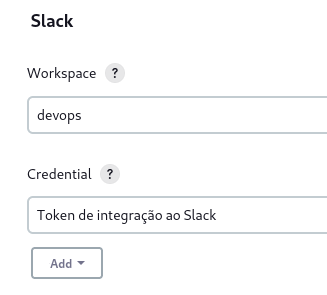 Slack
Workspace ?
devops
Credential ?
Token de integração ao Slack
Add